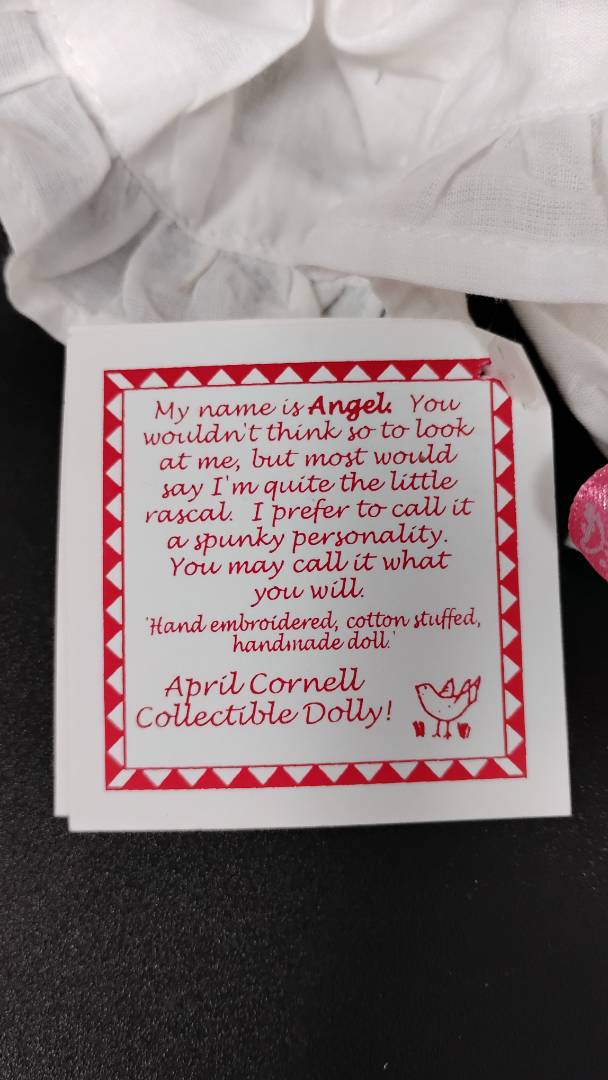 My name is Angel. You
wouldn't think so to look
at me, but most would
say I'm quite the little
rascal. I prefer to call it
a spunky personality.
You may call it what
you will.
'Hand embroidered, cotton stuffed,
handmade doll.'
April Cornell
Collectible Dolly!